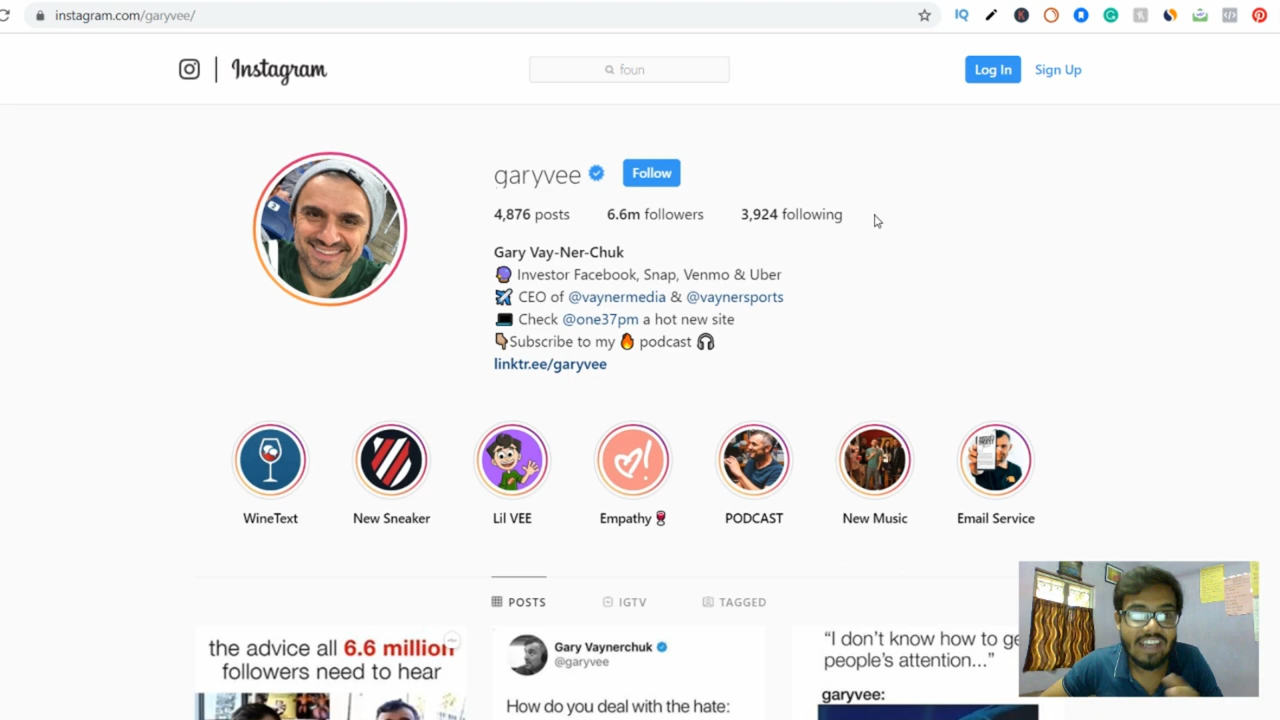 instagram.com/garyvee/
Instagram
foun
Log In
Sign Up
garyvee
Follow
4,876 posts
6.6m followers
3,924 following
Gary Vay-Ner-Chuk
🔮 Investor Facebook, Snap, Venmo & Uber
✈️ CEO of @vaynermedia & @vaynersports
💻 Check @one37pm a hot new site
👇🏽Subscribe to my 🔥 podcast 🎧
linktr.ee/garyvee
WineText
New Sneaker
Lil VEE
Empathy 🍷
PODCAST
New Music
Email Service
POSTS
IGTV
TAGGED
the advice all 6.6 million
followers need to hear
Gary Vaynerchuk
@garyvee
How do you deal with the hate:
“I don’t know how to ge
people’s attention...”
garyvee: